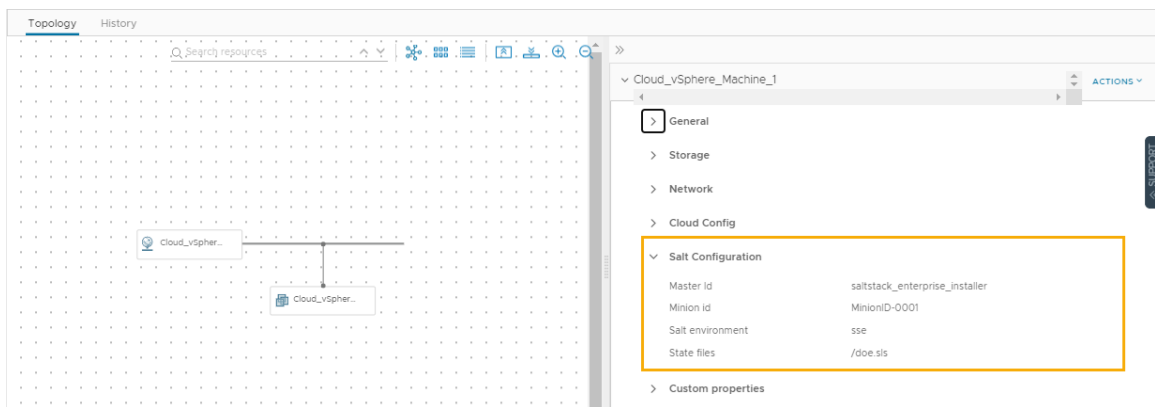 Topology History
Search resources
Cloud_vSphere_Machine_1 ACTIONS
General
Storage
Network
Cloud Config
Cloud_vSpher...
Salt Configuration
Master Id saltstack_enterprise_installer
Cloud_vSpher...
Minion id MinionID-0001
Salt environment sse
State files /doe.sls
Custom properties
SUPPORT